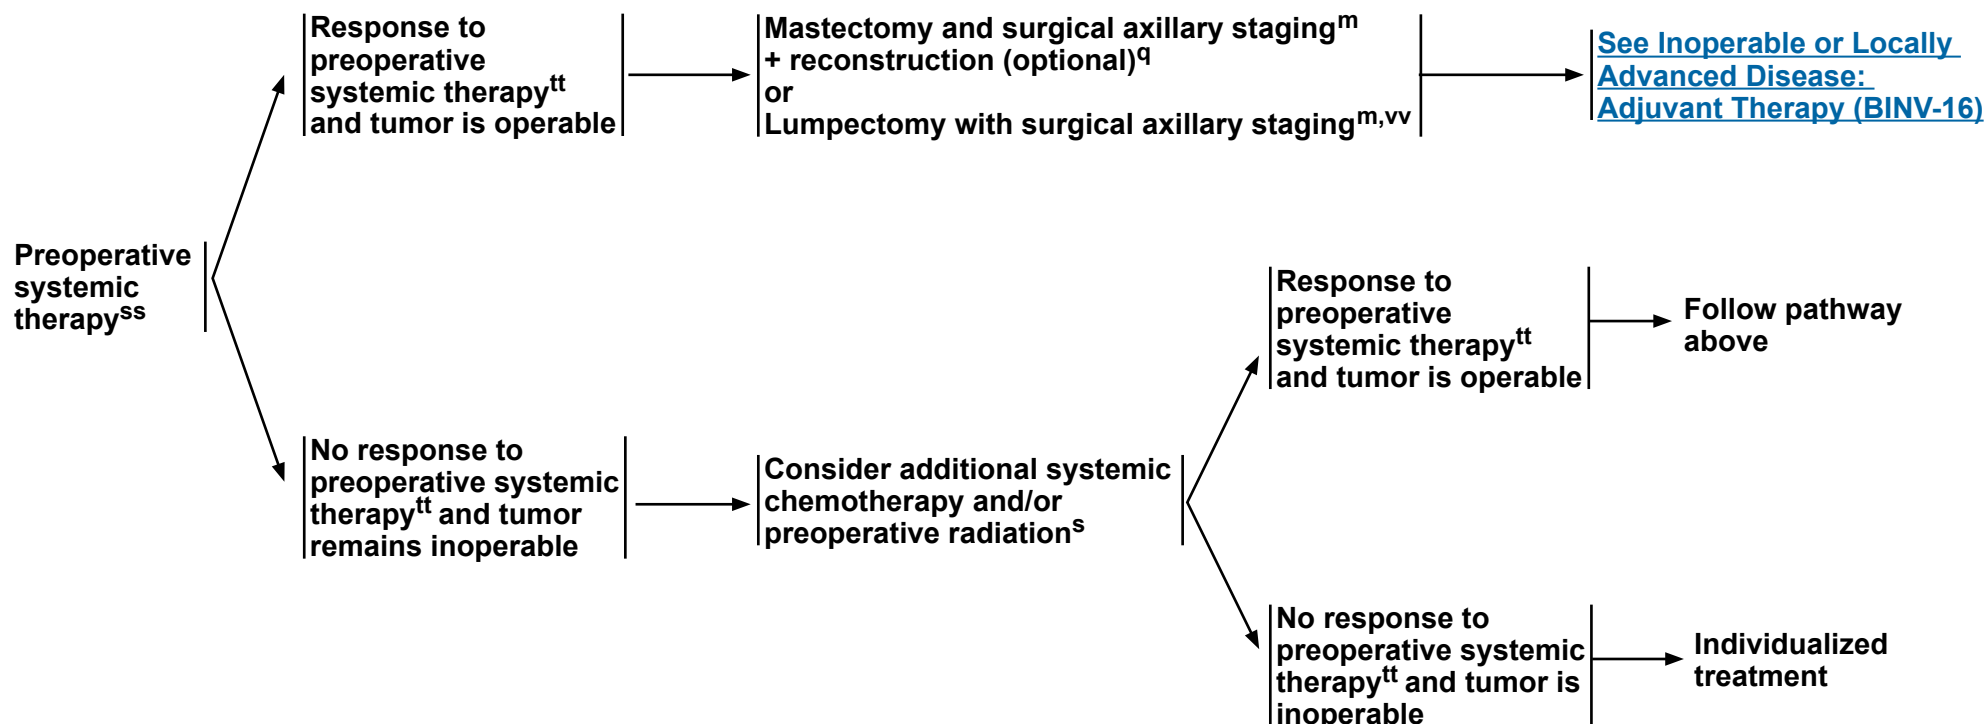 Response to
preoperative
systemic therapytt
and tumor is operable
Mastectomy and surgical axillary stagingm
+ reconstruction (optional)q
or
Lumpectomy with surgical axillary stagingm,vv
See Inoperable or Locally
Advanced Disease:
Adjuvant Therapy (BINV-16)
Preoperative
systemic
therapyss
No response to
preoperative systemic
therapytt and tumor
remains inoperable
Consider additional systemic
chemotherapy and/or
preoperative radiations
Response to
preoperative
systemic therapytt
and tumor is operable
Follow pathway
above
No response to
preoperative systemic
therapytt and tumor is
inoperable
Individualized
treatment